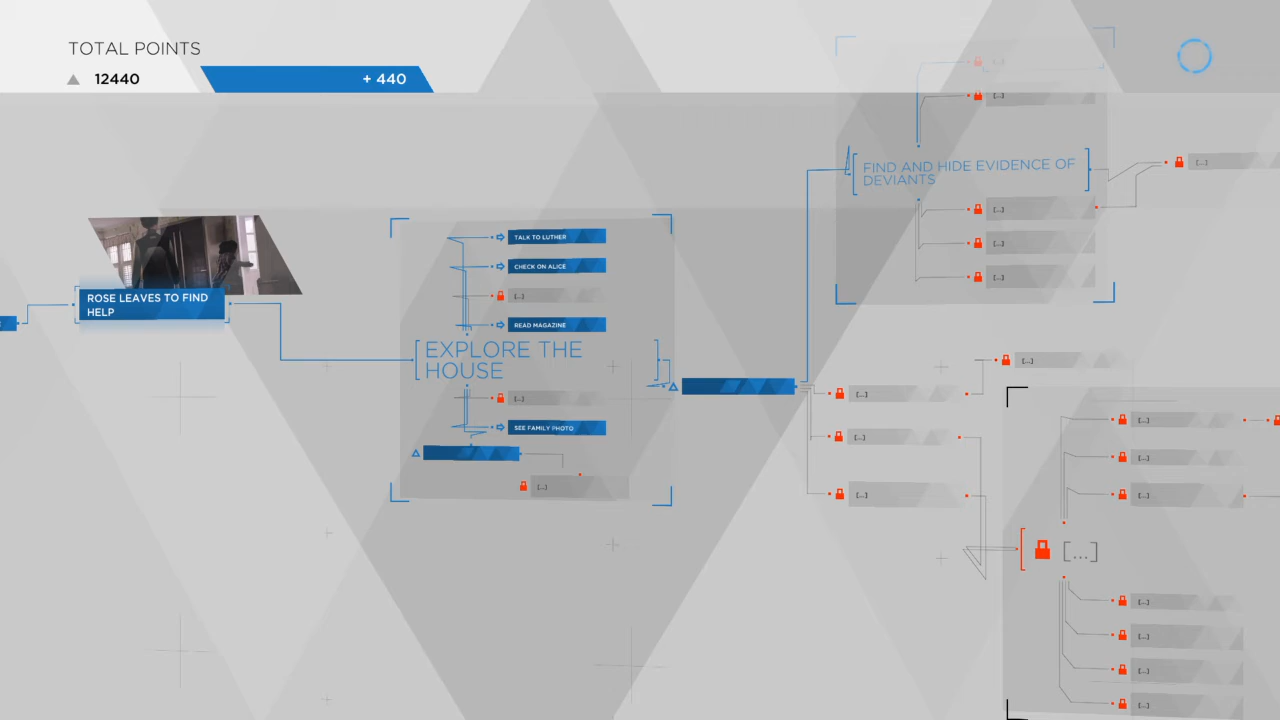 TOTAL POINTS
12440
+ 440
[...]
[...]
FIND AND HIDE EVIDENCE OF
DEVIANTS
[...]
[...]
[...]
[...]
ROSE LEAVES TO FIND
HELP
TALK TO LUTHER
CHECK ON ALICE
[...]
READ MAGAZINE
EXPLORE THE
HOUSE
[...]
SEE FAMILY PHOTO
[...]
[...]
[...]
[...]
[...]
[...]
[...]
[...]
[...]
[...]
[...]
[...]
[...]